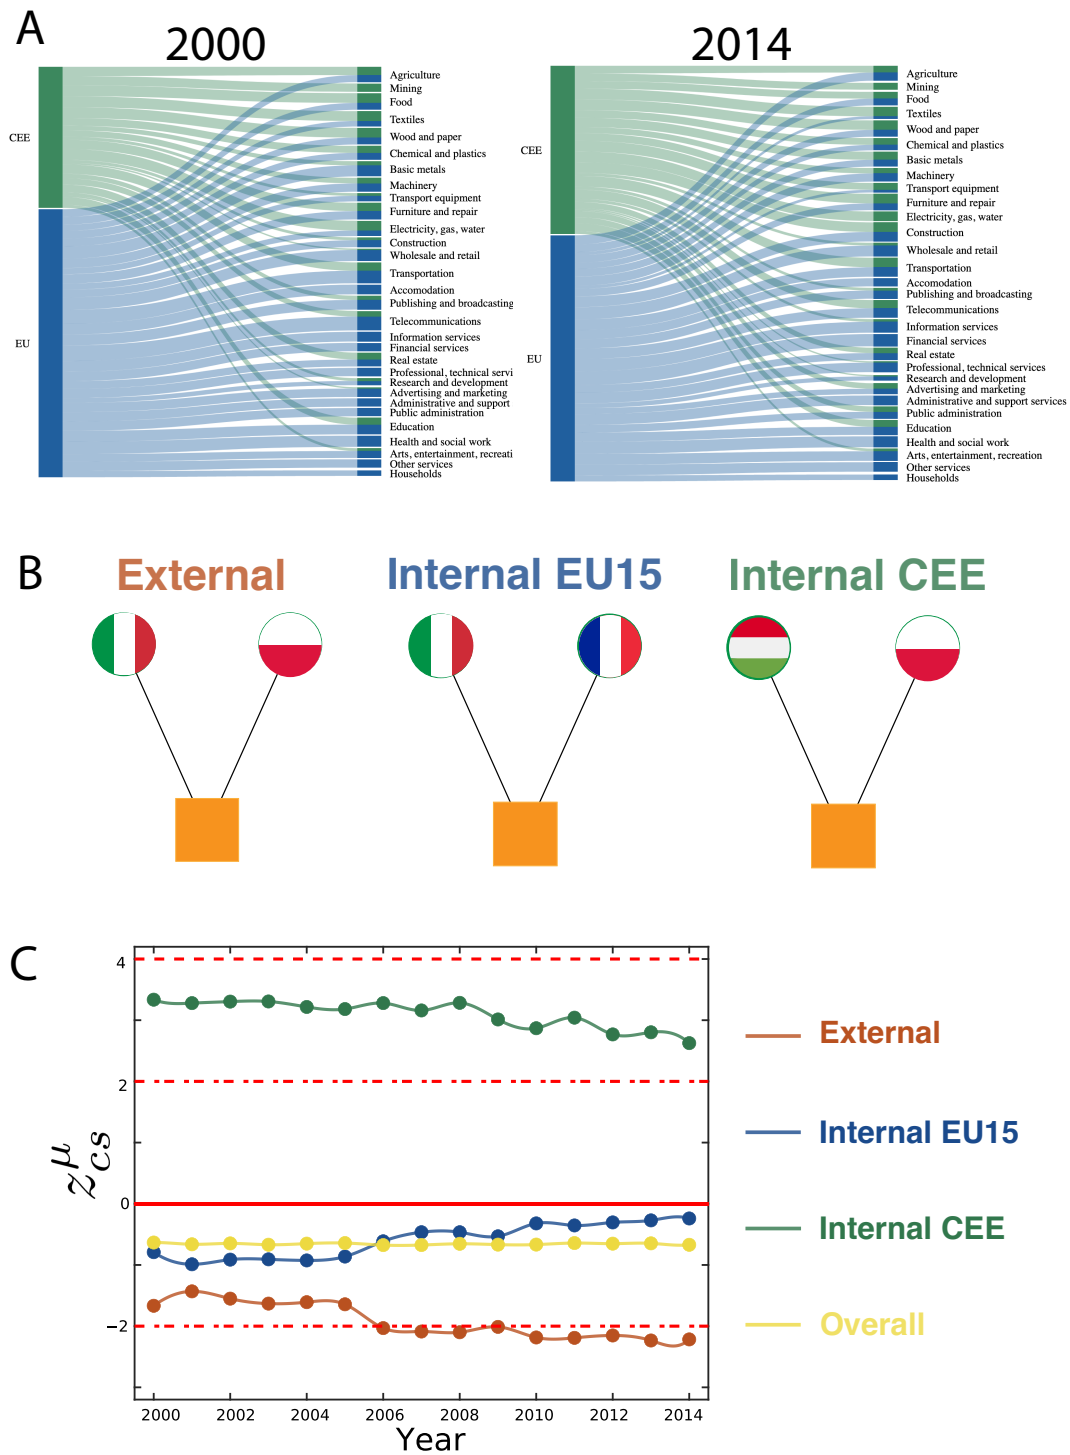 A
2000
CEE
EU
Agriculture
Mining
Food
Textiles
Wood and paper
Chemical and plastics
Basic metals
Machinery
Transport equipment
Furniture and repair
Electricity, gas, water
Construction
Wholesale and retail
Transportation
Accomodation
Publishing and broadcasting
Telecommunications
Information services
Financial services
Real estate
Professional, technical servi
Research and development
Advertising and marketing
Administrative and support
Public administration
Education
Health and social work
Arts, entertainment, recreati
Other services
Households
2014
CEE
EU
Agriculture
Mining
Food
Textiles
Wood and paper
Chemical and plastics
Basic metals
Machinery
Transport equipment
Furniture and repair
Electricity, gas, water
Construction
Wholesale and retail
Transportation
Accomodation
Publishing and broadcasting
Telecommunications
Information services
Financial services
Real estate
Professional, technical services
Research and development
Advertising and marketing
Administrative and support services
Public administration
Education
Health and social work
Arts, entertainment, recreation
Other services
Households
B
External
Internal EU15
Internal CEE
C
4
2
0
−2
z^μ_cs
2000 2002 2004 2006 2008 2010 2012 2014
Year
External
Internal EU15
Internal CEE
Overall